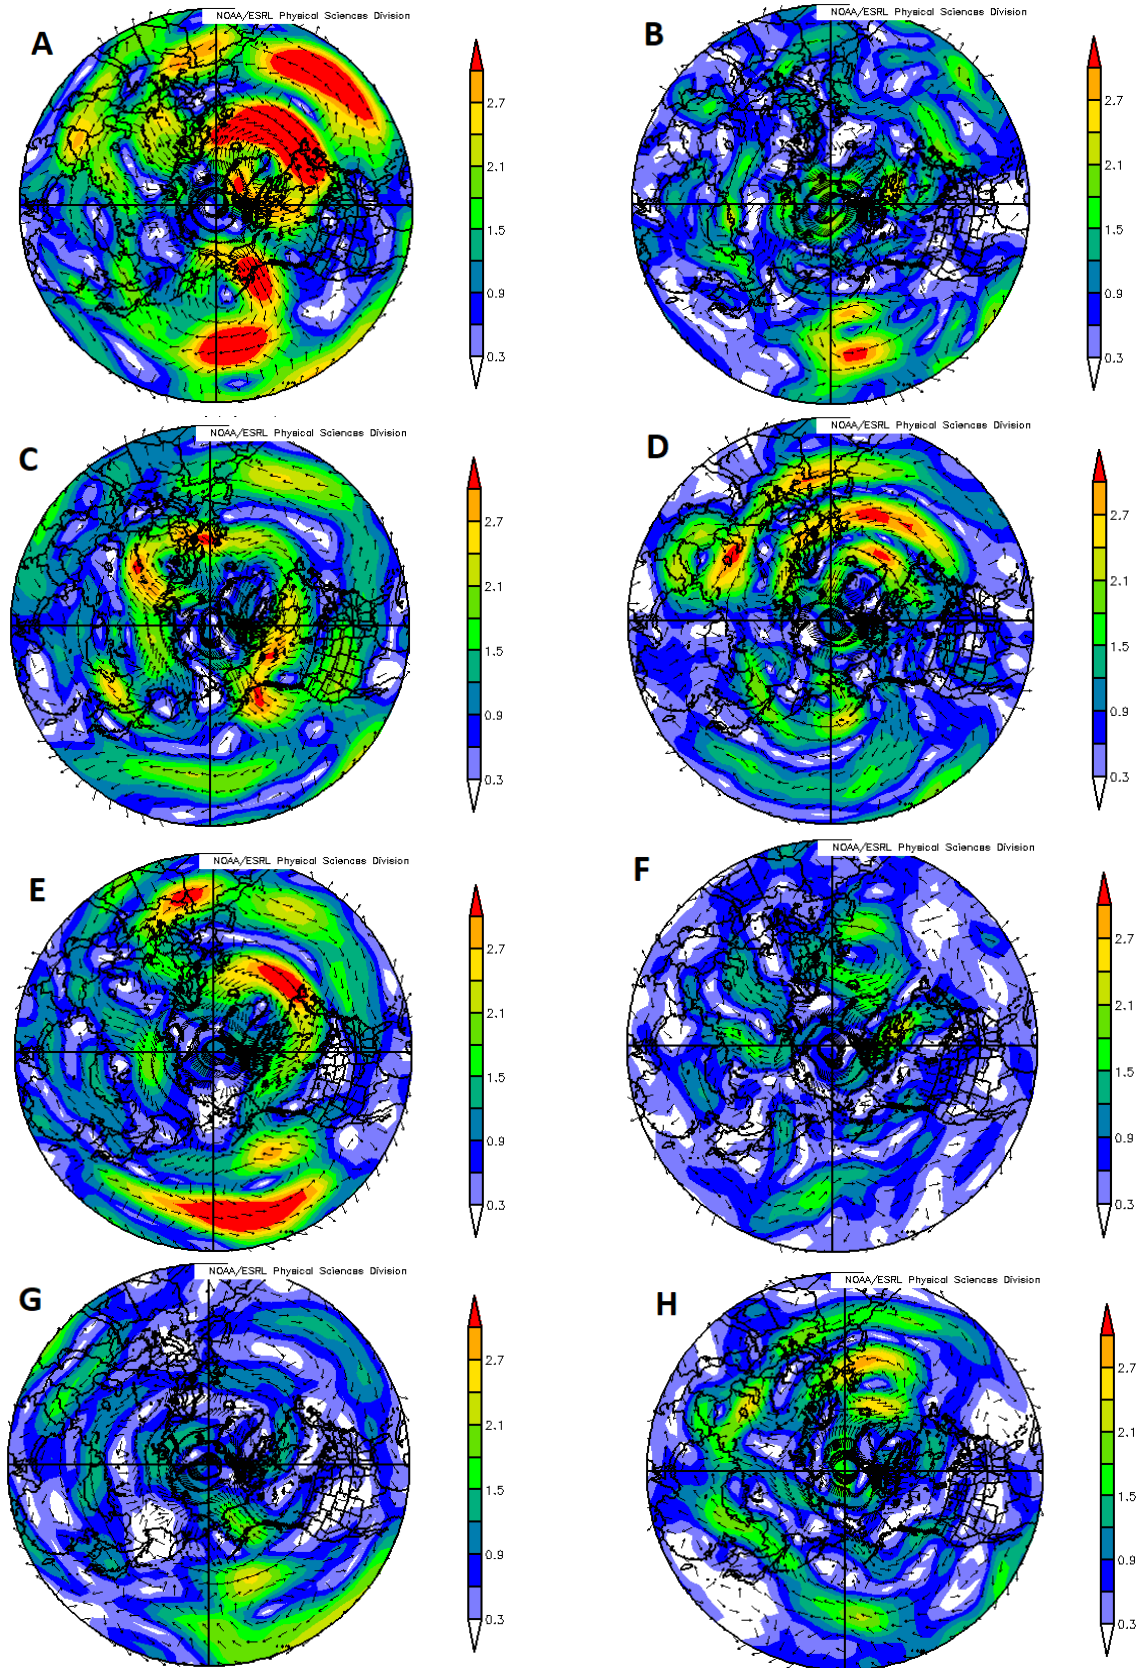 A
NOAA/ESRL Physical Sciences Division
2.7
2.1
1.5
0.9
0.3
B
NOAA/ESRL Physical Sciences Division
2.7
2.1
1.5
0.9
0.3
C
NOAA/ESRL Physical Sciences Division
2.7
2.1
1.5
0.9
0.3
D
NOAA/ESRL Physical Sciences Division
2.7
2.1
1.5
0.9
0.3
E
NOAA/ESRL Physical Sciences Division
2.7
2.1
1.5
0.9
0.3
F
NOAA/ESRL Physical Sciences Division
2.7
2.1
1.5
0.9
0.3
G
NOAA/ESRL Physical Sciences Division
2.7
2.1
1.5
0.9
0.3
H
NOAA/ESRL Physical Sciences Division
2.7
2.1
1.5
0.9
0.3